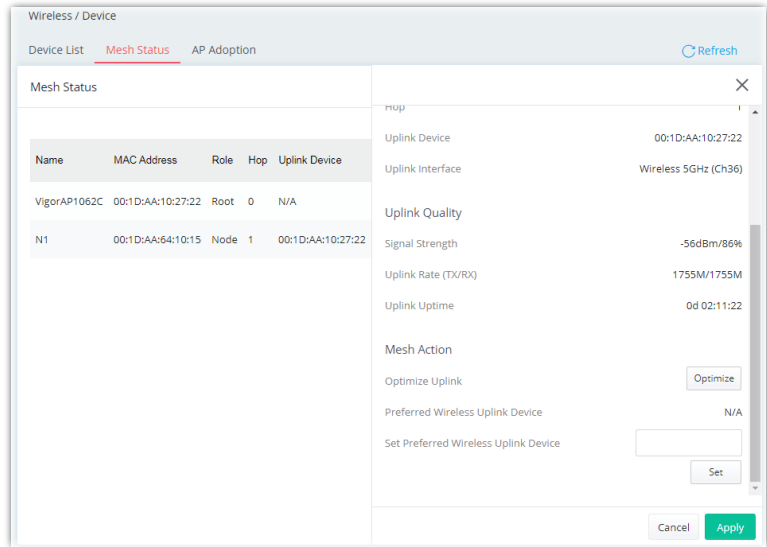 Wireless / Device
Device List Mesh Status AP Adoption Refresh
Mesh Status
Name MAC Address Role Hop Uplink Device
VigorAP1062C 00:1D:AA:10:27:22 Root 0 N/A
N1 00:1D:AA:64:10:15 Node 1 00:1D:AA:10:27:22
Hop 1
Uplink Device 00:1D:AA:10:27:22
Uplink Interface Wireless 5GHz (Ch36)
Uplink Quality
Signal Strength -56dBm/86%
Uplink Rate (TX/RX) 1755M/1755M
Uplink Uptime 0d 02:11:22
Mesh Action
Optimize Uplink Optimize
Preferred Wireless Uplink Device N/A
Set Preferred Wireless Uplink Device
Set
Cancel Apply